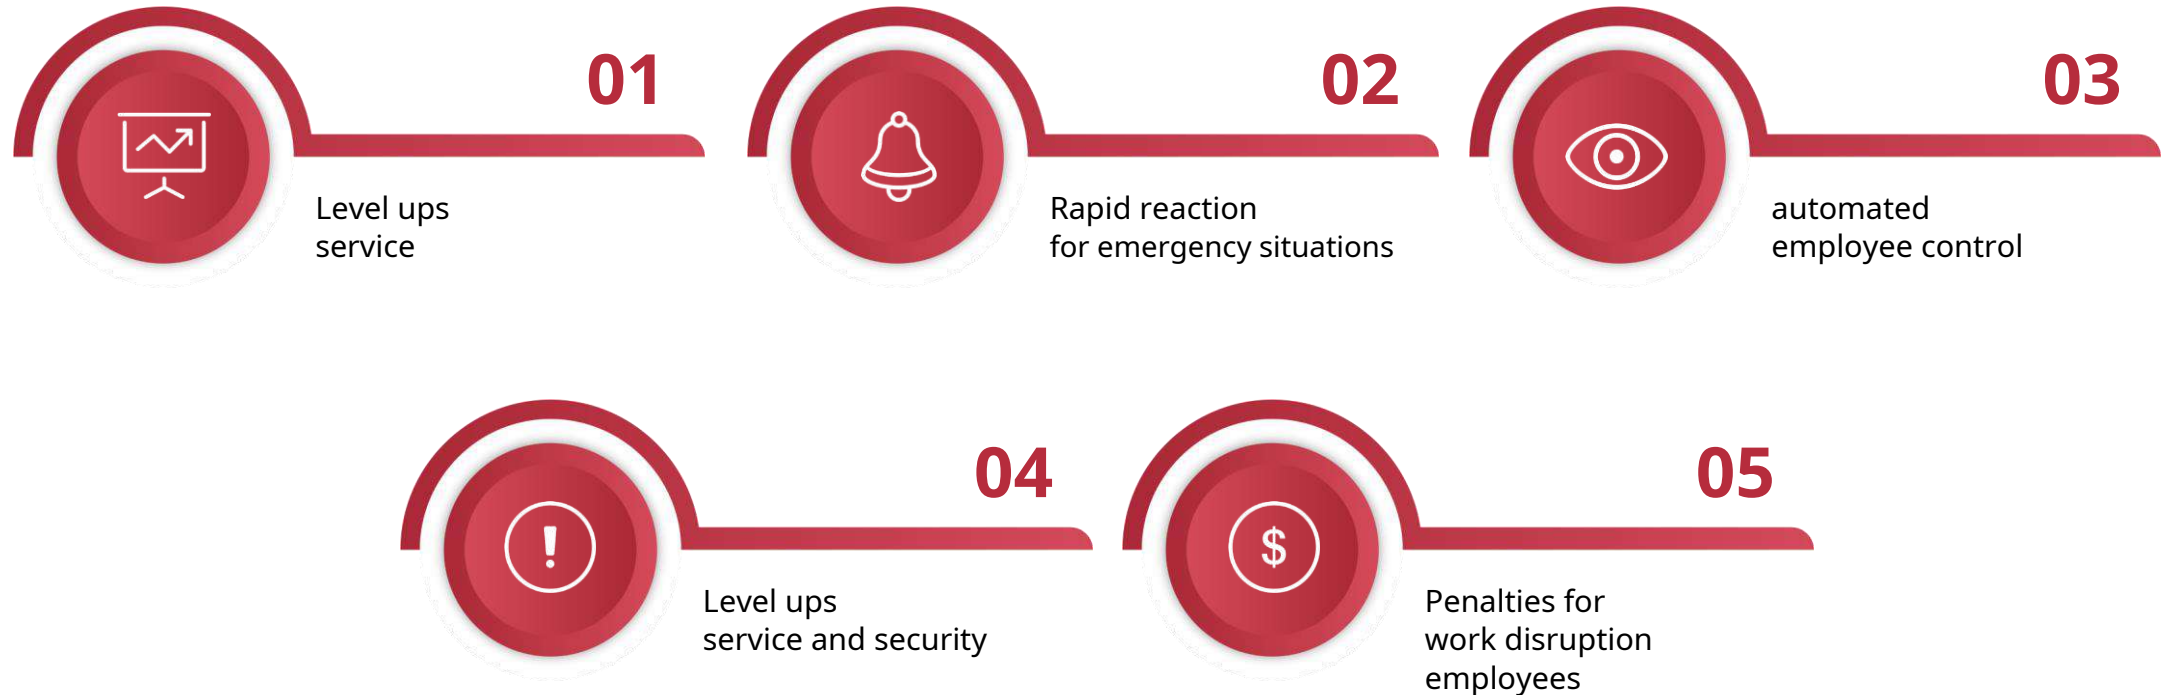 01
Level ups
service
02
Rapid reaction
for emergency situations
03
automated
employee control
04
Level ups
service and security
05
Penalties for
work disruption
employees